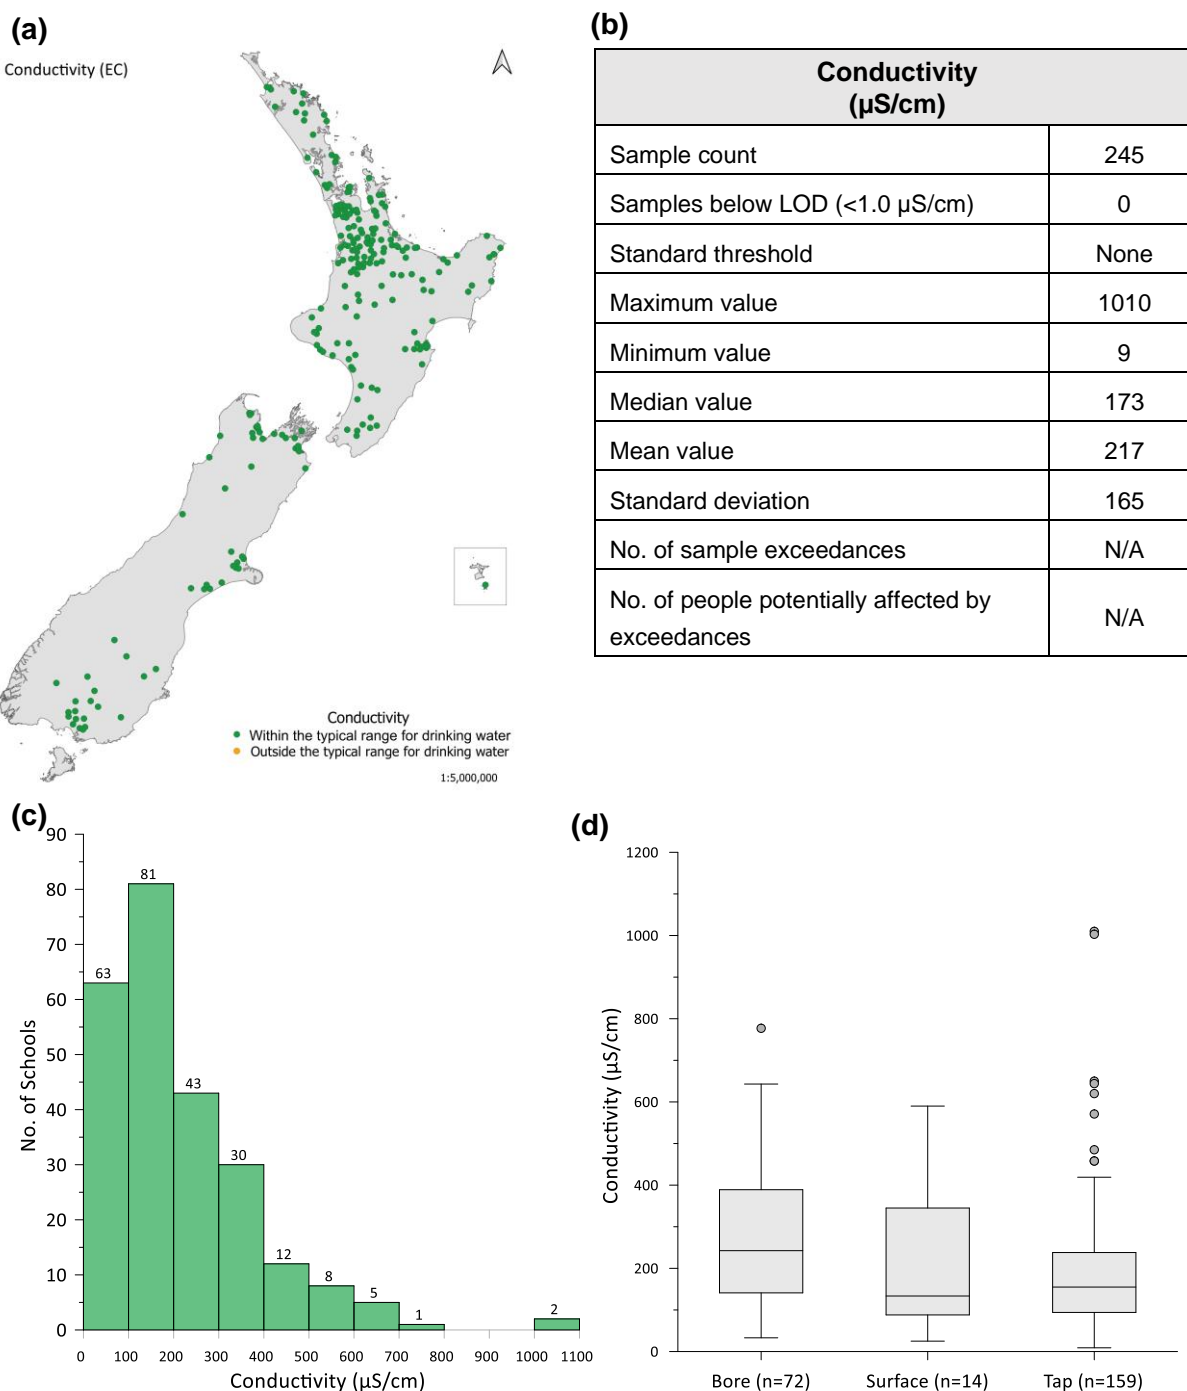 (a)
Conductivity (EC)
Conductivity
Within the typical range for drinking water
Outside the typical range for drinking water
1:5,000,000
(b)
Conductivity
(µS/cm)
Sample count 245
Samples below LOD (<1.0 µS/cm) 0
Standard threshold None
Maximum value 1010
Minimum value 9
Median value 173
Mean value 217
Standard deviation 165
No. of sample exceedances N/A
No. of people potentially affected by
exceedances N/A
(c)
No. of Schools
90
80
70
60
50
40
30
20
10
0
63
81
43
30
12
8
5
1
2
0 100 200 300 400 500 600 700 800 900 1000 1100
Conductivity (µS/cm)
(d)
Conductivity (µS/cm)
1200
1000
800
600
400
200
0
Bore (n=72) Surface (n=14) Tap (n=159)